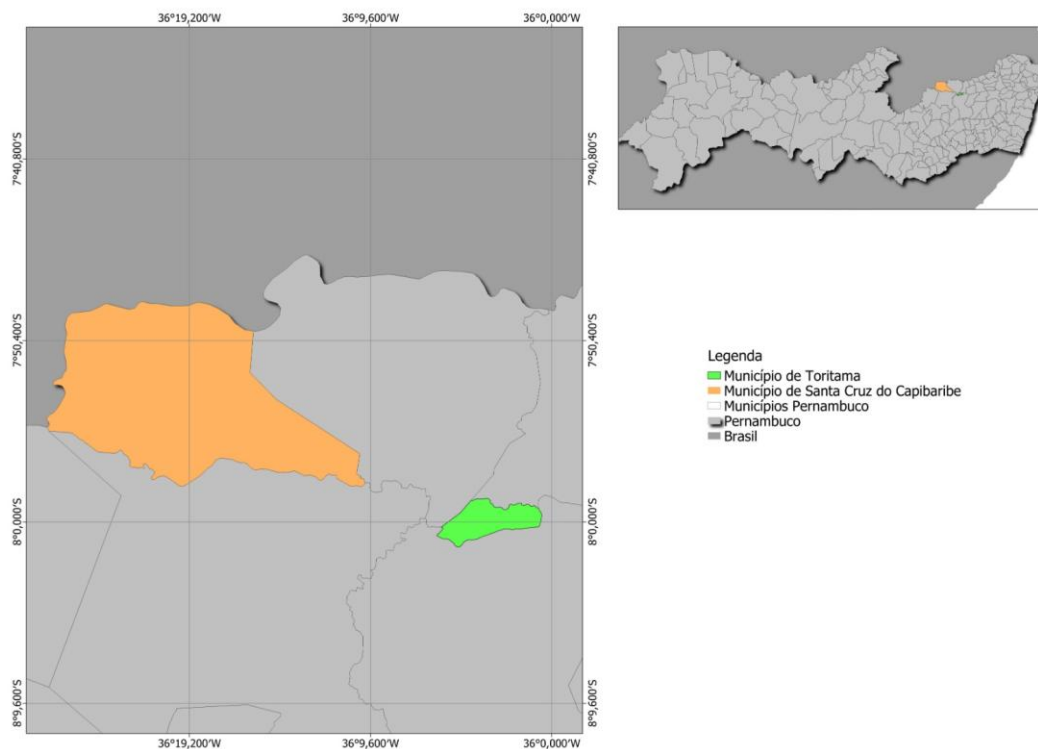 36°19,200'W 36°9,600'W 36°0,000'W
7°40,800'S 7°40,800'S
7°50,400'S 7°50,400'S
8°0,000'S 8°0,000'S
8°9,600'S 8°9,600'S
36°19,200'W 36°9,600'W 36°0,000'W
Legenda
Município de Toritama
Município de Santa Cruz do Capibaribe
Municípios Pernambuco
Pernambuco
Brasil